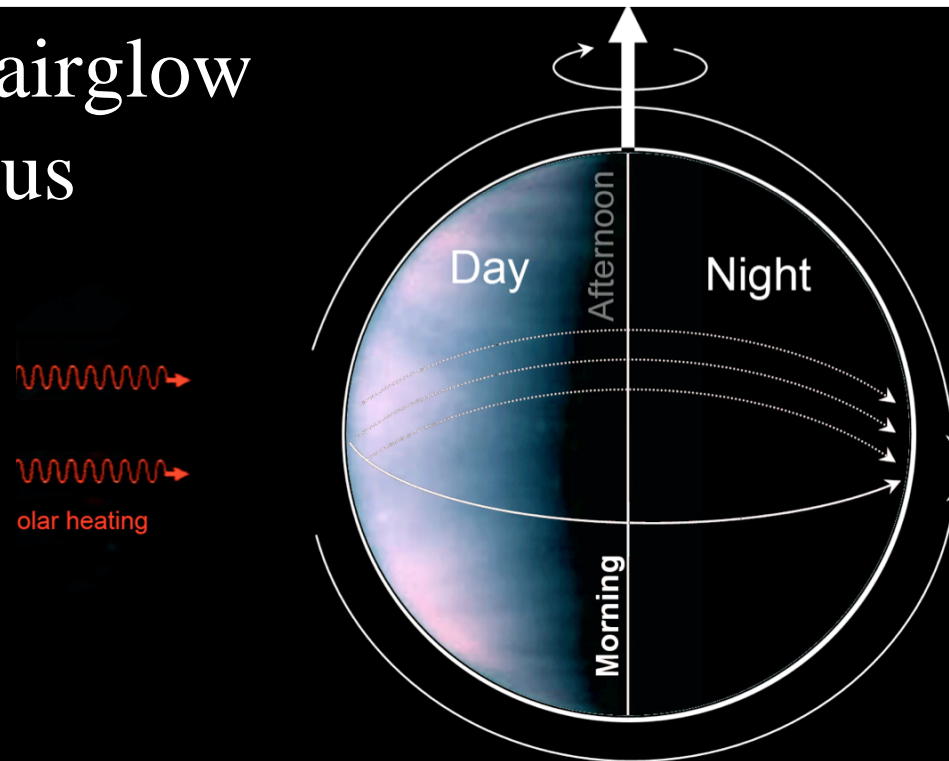 airglow
us
Day
Afternoon
Night
olar heating
Morning